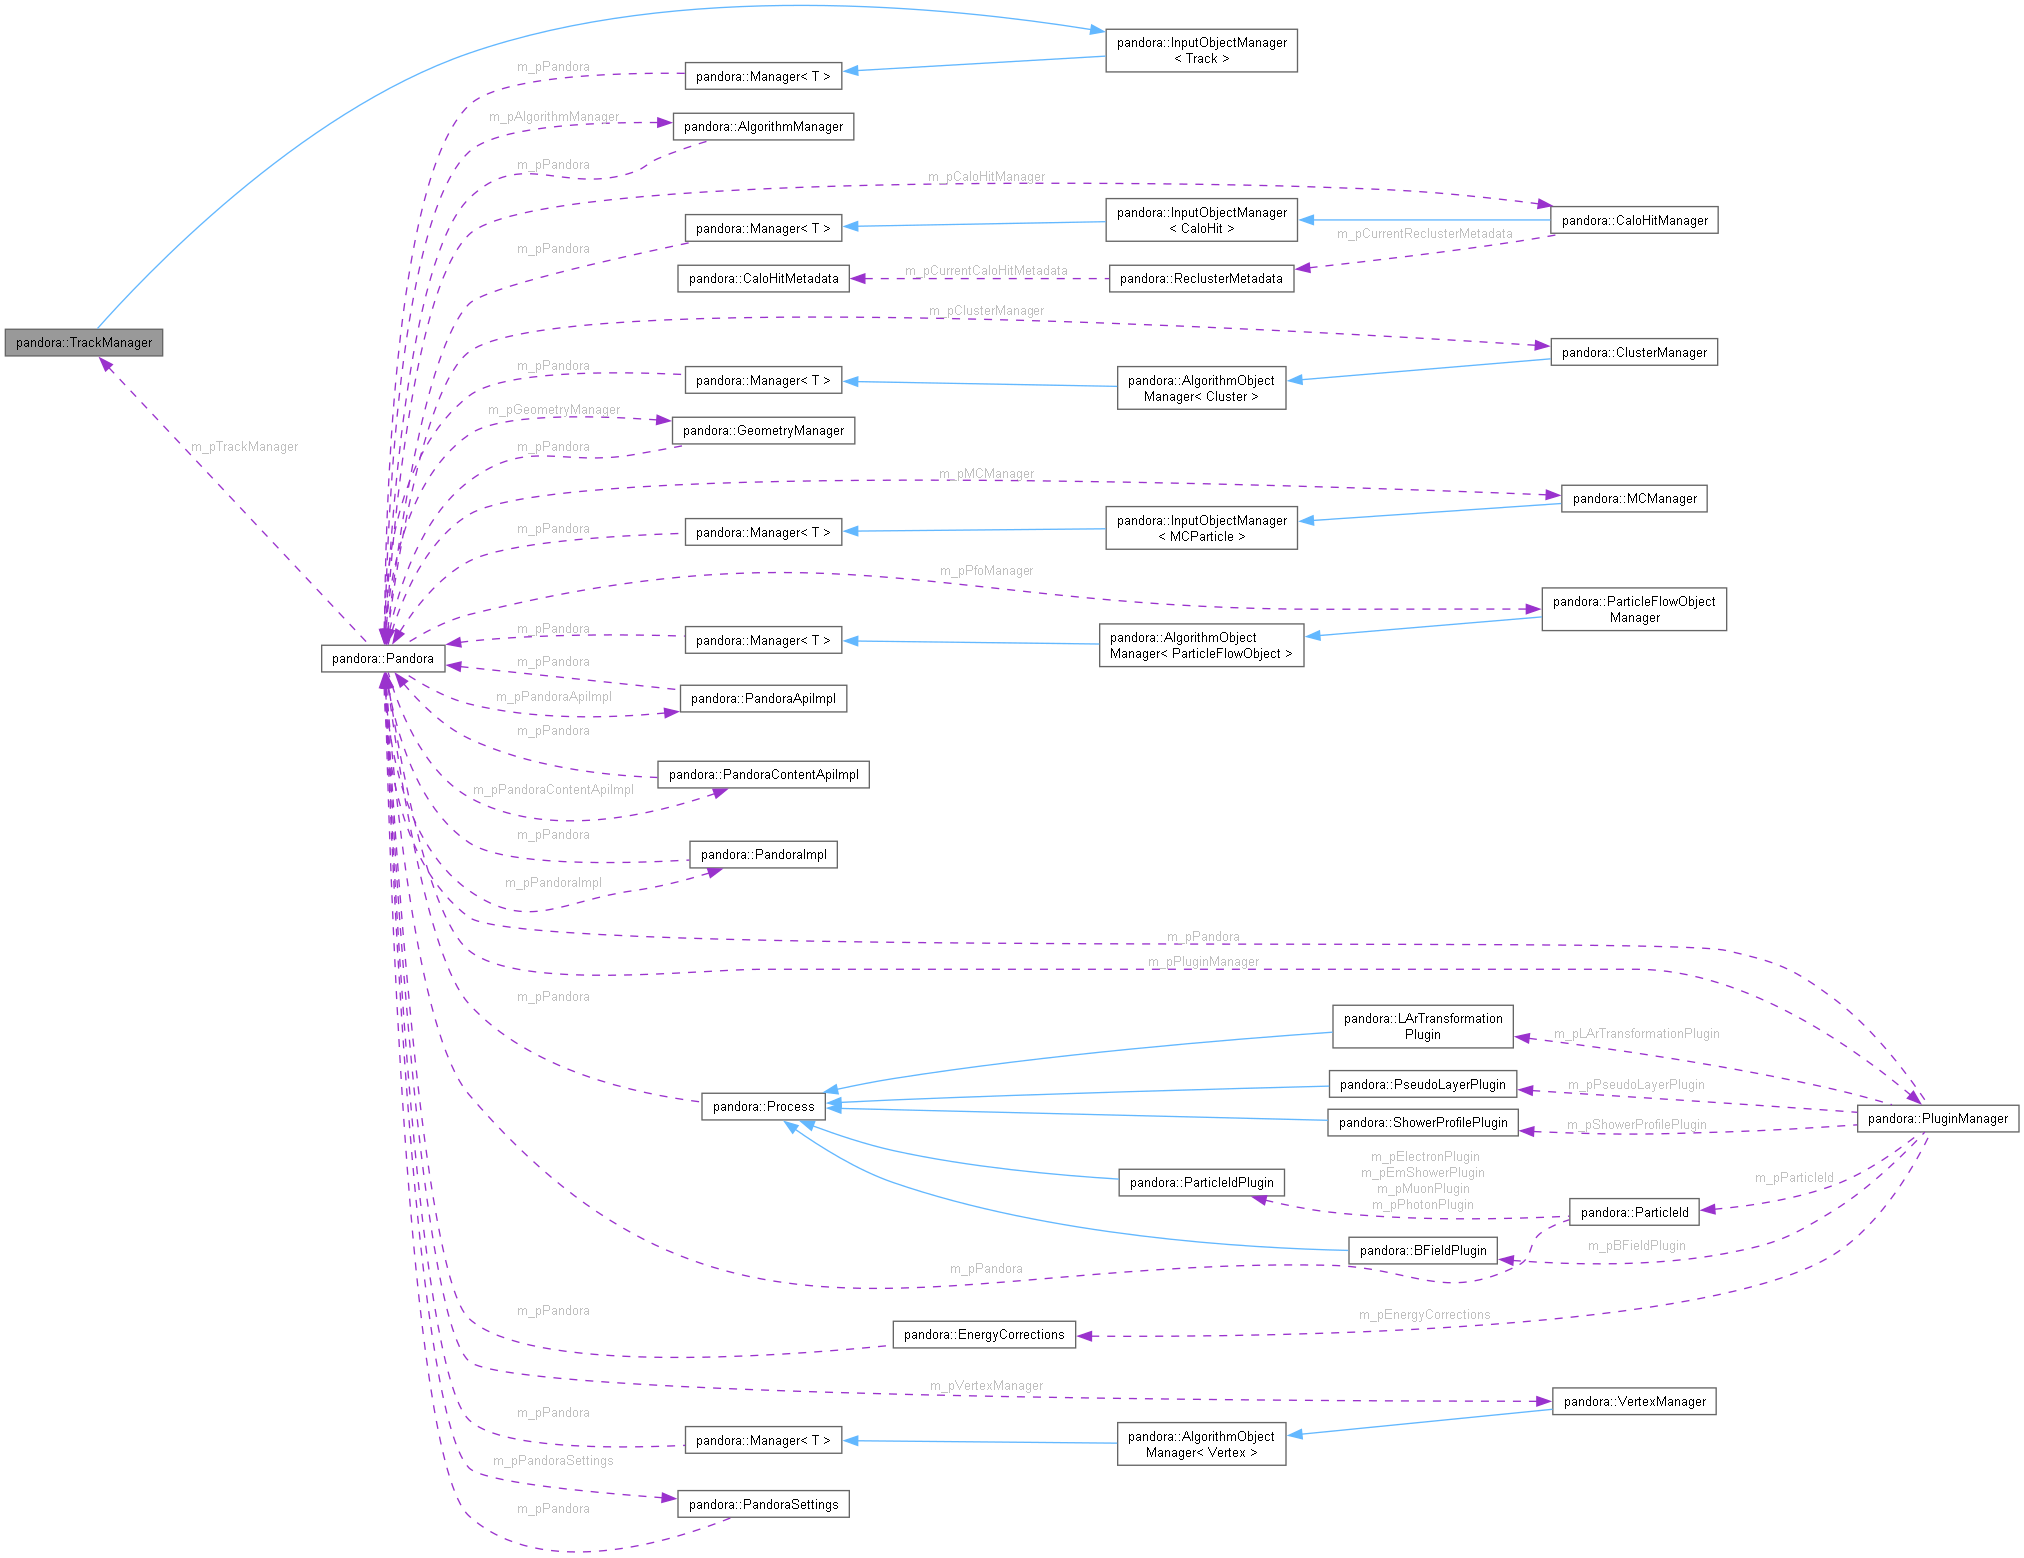 pandora::InputObjectManager
< Track >
m_pPandora
pandora::Manager< T >
m_pAlgorithmManager
pandora::AlgorithmManager
m_pPandora
m_pCaloHitManager
pandora::InputObjectManager
< CaloHit >
pandora::CaloHitManager
pandora::Manager< T >
m_pCurrentReclusterMetadata
m_pPandora
m_pCurrentCaloHitMetadata
pandora::CaloHitMetadata
pandora::ReclusterMetadata
m_pClusterManager
pandora::TrackManager
pandora::ClusterManager
m_pPandora
pandora::Manager< T >
pandora::AlgorithmObject
Manager< Cluster >
m_pGeometryManager
pandora::GeometryManager
m_pTrackManager
m_pPandora
m_pMCManager
pandora::MCManager
m_pPandora
pandora::Manager< T >
pandora::InputObjectManager
< MCParticle >
m_pPfoManager
pandora::ParticleFlowObject
Manager
m_pPandora
pandora::Manager< T >
pandora::AlgorithmObject
Manager< ParticleFlowObject >
pandora::Pandora
m_pPandora
m_pPandoraApiImpl
pandora::PandoraApiImpl
m_pPandora
pandora::PandoraContentApiImpl
m_pPandoraContentApiImpl
m_pPandora
pandora::PandoraImpl
m_pPandoraImpl
m_pPandora
m_pPluginManager
m_pPandora
pandora::LArTransformation
Plugin
m_pLArTransformationPlugin
pandora::PseudoLayerPlugin
m_pPseudoLayerPlugin
pandora::Process
pandora::ShowerProfilePlugin
m_pShowerProfilePlugin
pandora::PluginManager
m_pElectronPlugin
m_pEmShowerPlugin
m_pMuonPlugin
m_pPhotonPlugin
pandora::ParticleIdPlugin
m_pParticleId
pandora::ParticleId
pandora::BFieldPlugin
m_pBFieldPlugin
m_pPandora
m_pPandora
m_pEnergyCorrections
pandora::EnergyCorrections
m_pVertexManager
pandora::VertexManager
m_pPandora
pandora::Manager< T >
pandora::AlgorithmObject
Manager< Vertex >
m_pPandoraSettings
pandora::PandoraSettings
m_pPandora